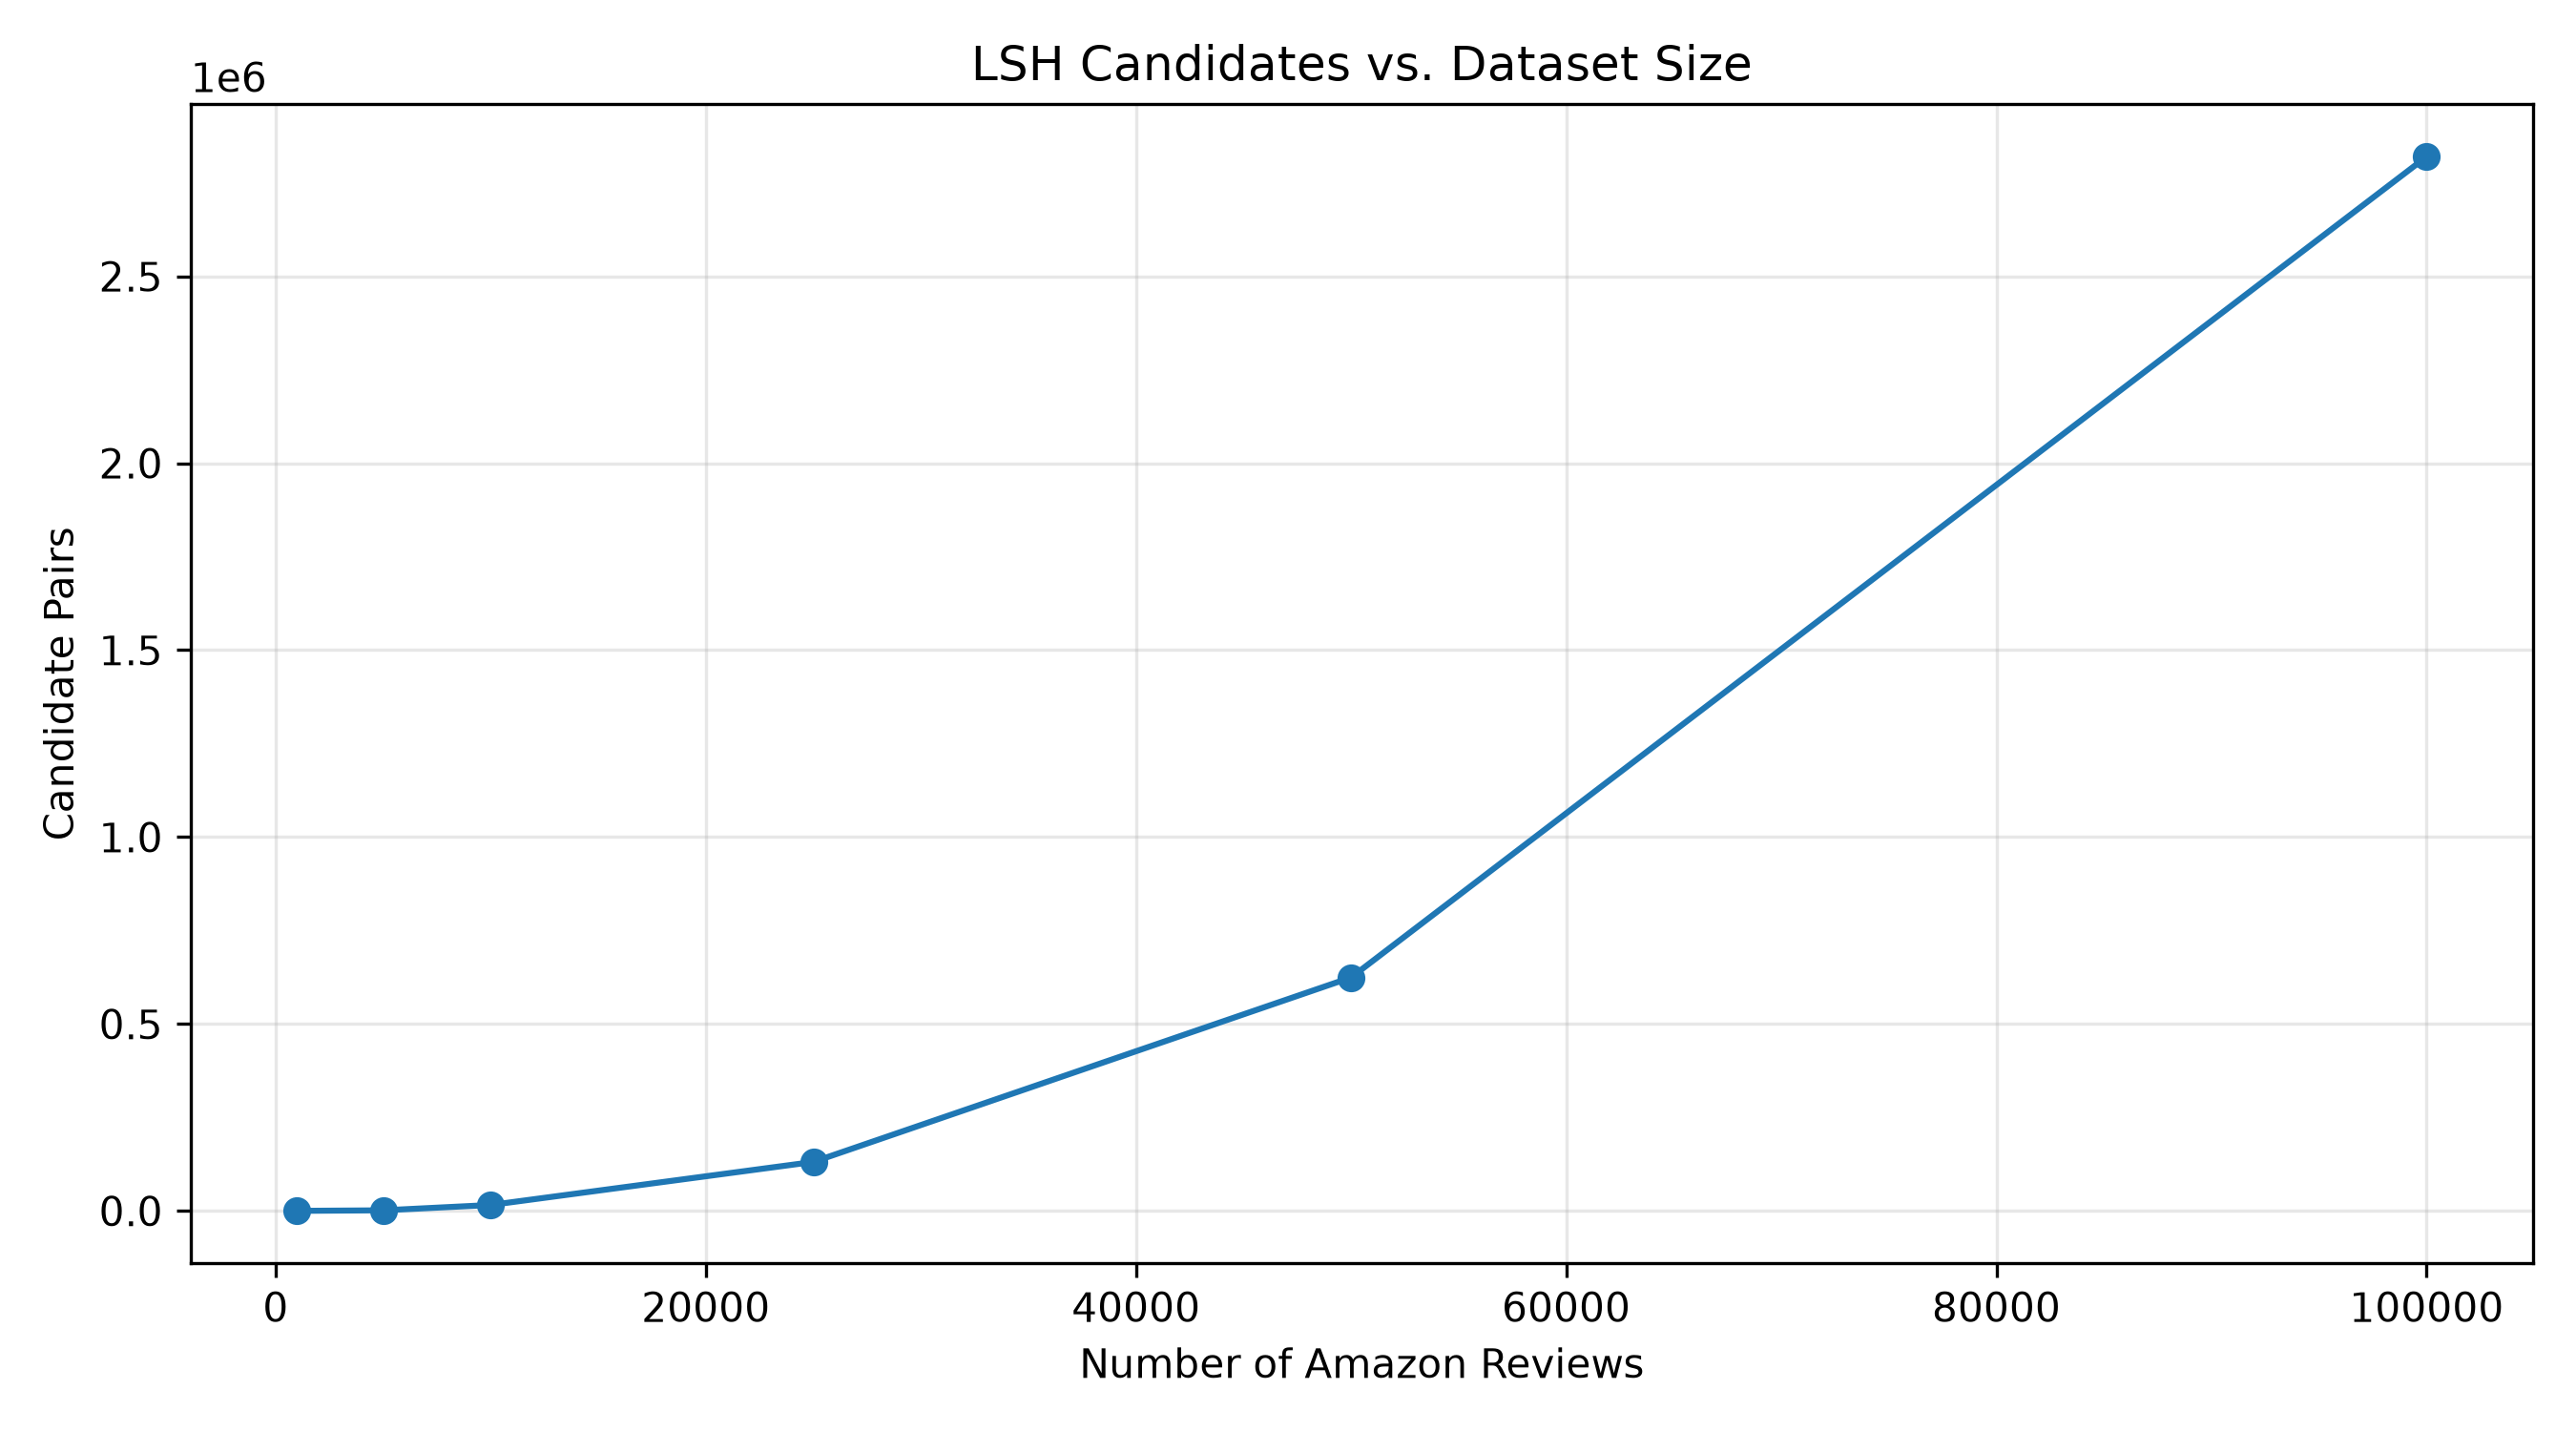 LSH Candidates vs. Dataset Size
1e6
2.5
2.0
1.5
1.0
0.5
0.0
Candidate Pairs
0 20000 40000 60000 80000 100000
Number of Amazon Reviews